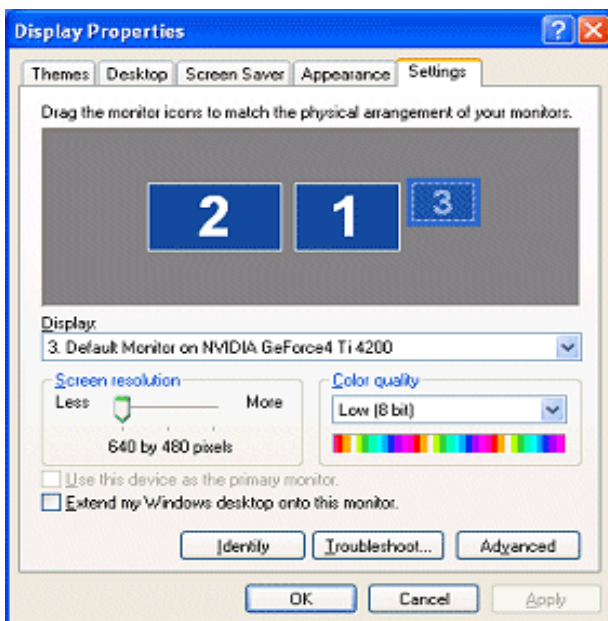 Display Properties
Themes Desktop Screen Saver Appearance Settings
Drag the monitor icons to match the physical arrangement of your monitors.
2 1 3
Display:
3. Default Monitor on NVIDIA GeForce4 Ti 4200
Screen resolution
Less More
640 by 480 pixels
Color quality
Low (8 bit)
Use this device as the primary monitor.
Extend my Windows desktop onto this monitor.
Identify Troubleshoot... Advanced
OK Cancel Apply